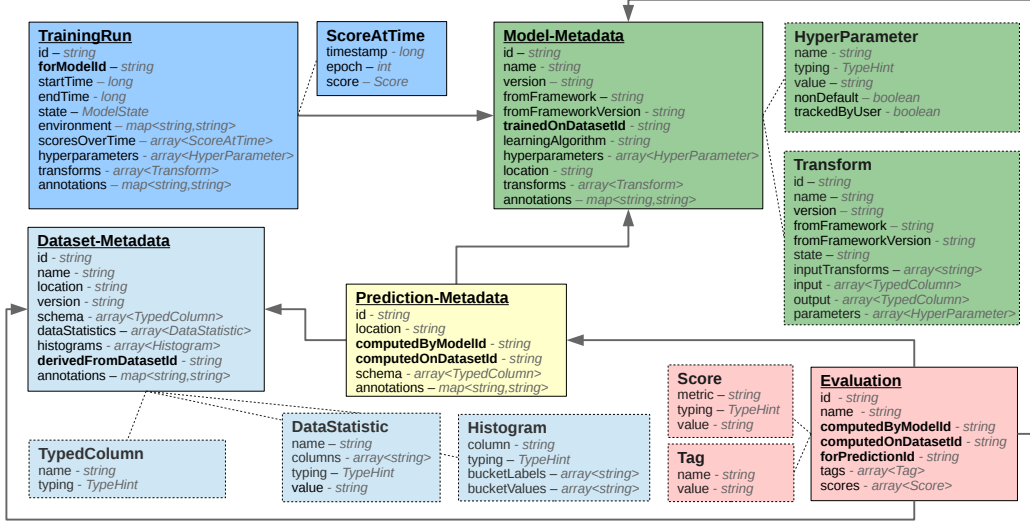 TrainingRun
id – string
forModelId – string
startTime – long
endTime - long
state – ModelState
environment – map<string,string>
scoresOverTime – array<ScoreAtTime>
hyperparameters - array<HyperParameter>
transforms - array<Transform>
annotations – map<string,string>
ScoreAtTime
timestamp - long
epoch – int
score – Score
Model-Metadata
id – string
name - string
version – string
fromFramework – string
fromFrameworkVersion - string
trainedOnDatasetId - string
learningAlgorithm - string
hyperparameters - array<HyperParameter>
location - string
transforms - array<Transform>
annotations – map<string,string>
HyperParameter
name - string
typing - TypeHint
value – string
nonDefault – boolean
trackedByUser - boolean
Transform
id – string
name – string
version – string
fromFramework – string
fromFrameworkVersion - string
state – string
inputTransforms – array<string>
input – array<TypedColumn>
output – array<TypedColumn>
parameters – array<HyperParameter>
Dataset-Metadata
id - string
name - string
location - string
version – string
schema – array<TypedColumn>
dataStatistics – array<DataStatistic>
histograms - array<Histogram>
derivedFromDatasetId - string
annotations – map<string,string>
Prediction-Metadata
id - string
location - string
computedByModelId - string
computedOnDatasetId - string
schema – array<TypedColumn>
annotations – map<string,string>
TypedColumn
name - string
typing - TypeHint
DataStatistic
name – string
columns - array<string>
typing – TypeHint
value - string
Histogram
column - string
typing – TypeHint
bucketLabels – array<string>
bucketValues – array<string>
Score
metric – string
typing – TypeHint
value - string
Tag
name - string
value - string
Evaluation
id - string
name - string
computedByModelId - string
computedOnDatasetId - string
forPredictionId – string
tags - array<Tag>
scores - array<Score>